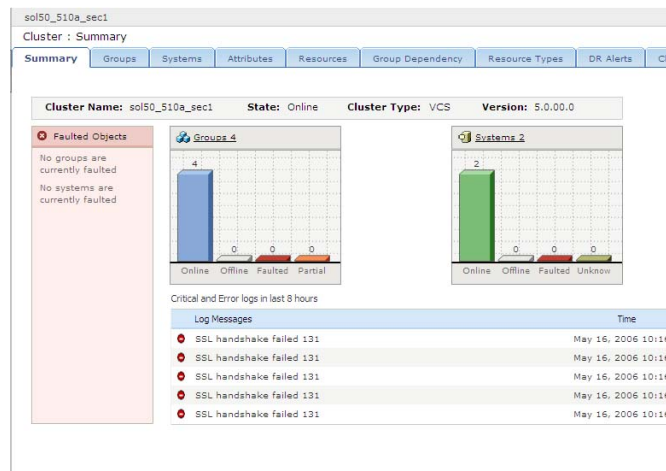 sol50_510a_sec1
Cluster : Summary
Summary Groups Systems Attributes Resources Group Dependency Resource Types DR Alerts
Cluster Name: sol50_510a_sec1 State: Online Cluster Type: VCS Version: 5.0.00.0
Faulted Objects
No groups are
currently faulted
No systems are
currently faulted
Groups 4
4
0 0 0
Online Offline Faulted Partial
Systems 2
2
0 0 0
Online Offline Faulted Unknow
Critical and Error logs in last 8 hours
Log Messages Time
SSL handshake failed 131 May 16, 2006 10:16
SSL handshake failed 131 May 16, 2006 10:16
SSL handshake failed 131 May 16, 2006 10:16
SSL handshake failed 131 May 16, 2006 10:16
SSL handshake failed 131 May 16, 2006 10:16